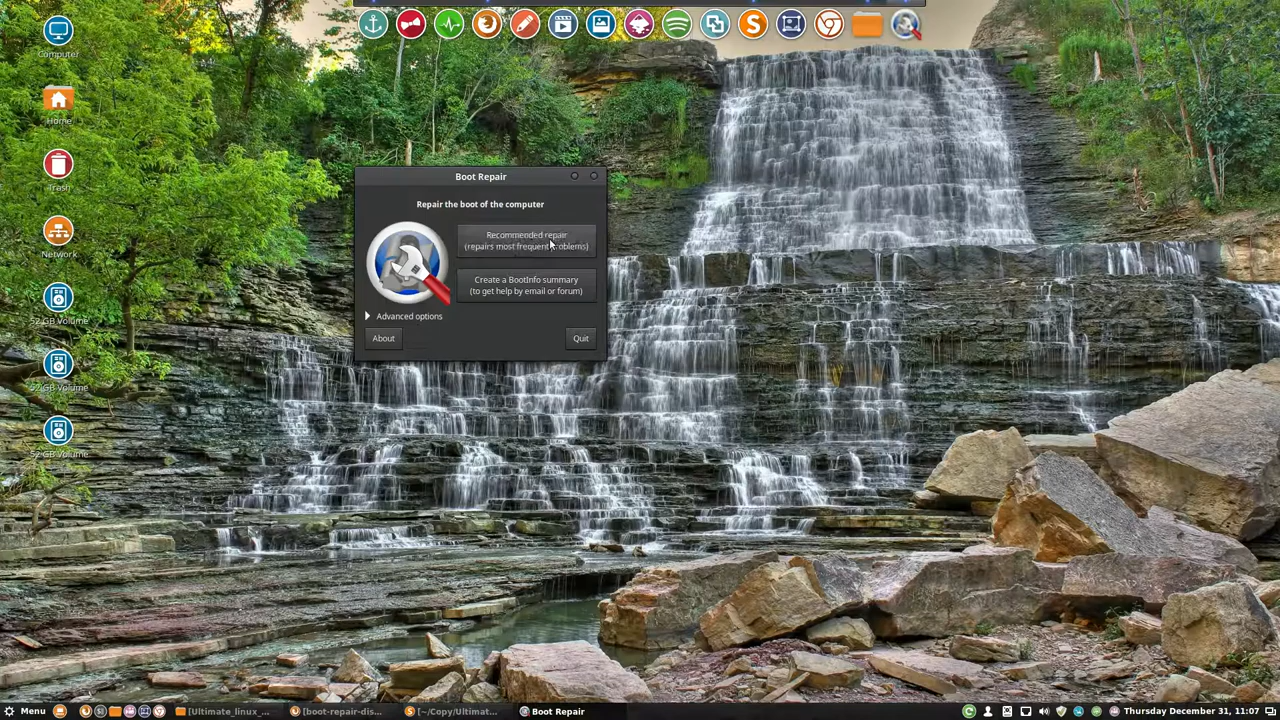 Computer
Home
Trash
Network
52 GB Volume
52 GB Volume
52 GB Volume
Boot Repair
Repair the boot of the computer
Recommended repair
(repairs most frequent problems)
Create a BootInfo summary
(to get help by email or forum)
Advanced options
About
Quit
Menu
[Ultimate_linux_...
[boot-repair-dis...
[~/Copy/Ultimat...
Boot Repair
Thursday December 31, 11:07